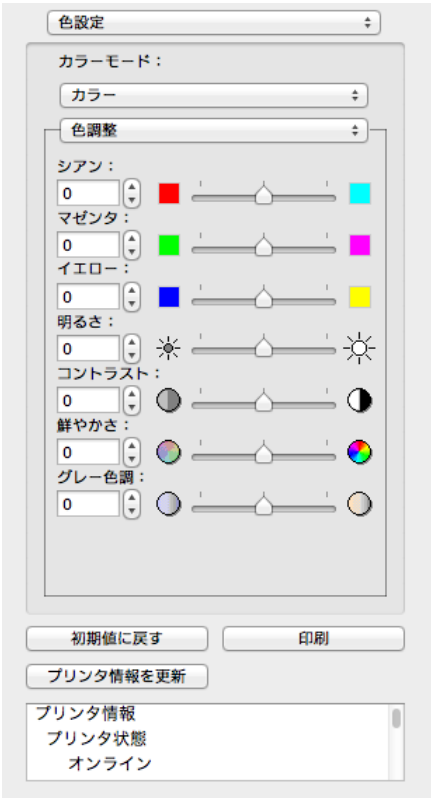 色設定
カラーモード：
カラー
色調整
シアン：
0
マゼンタ：
0
イエロー：
0
明るさ：
0
コントラスト：
0
鮮やかさ：
0
グレー色調：
0
初期値に戻す
印刷
プリンタ情報を更新
プリンタ情報
プリンタ状態
オンライン